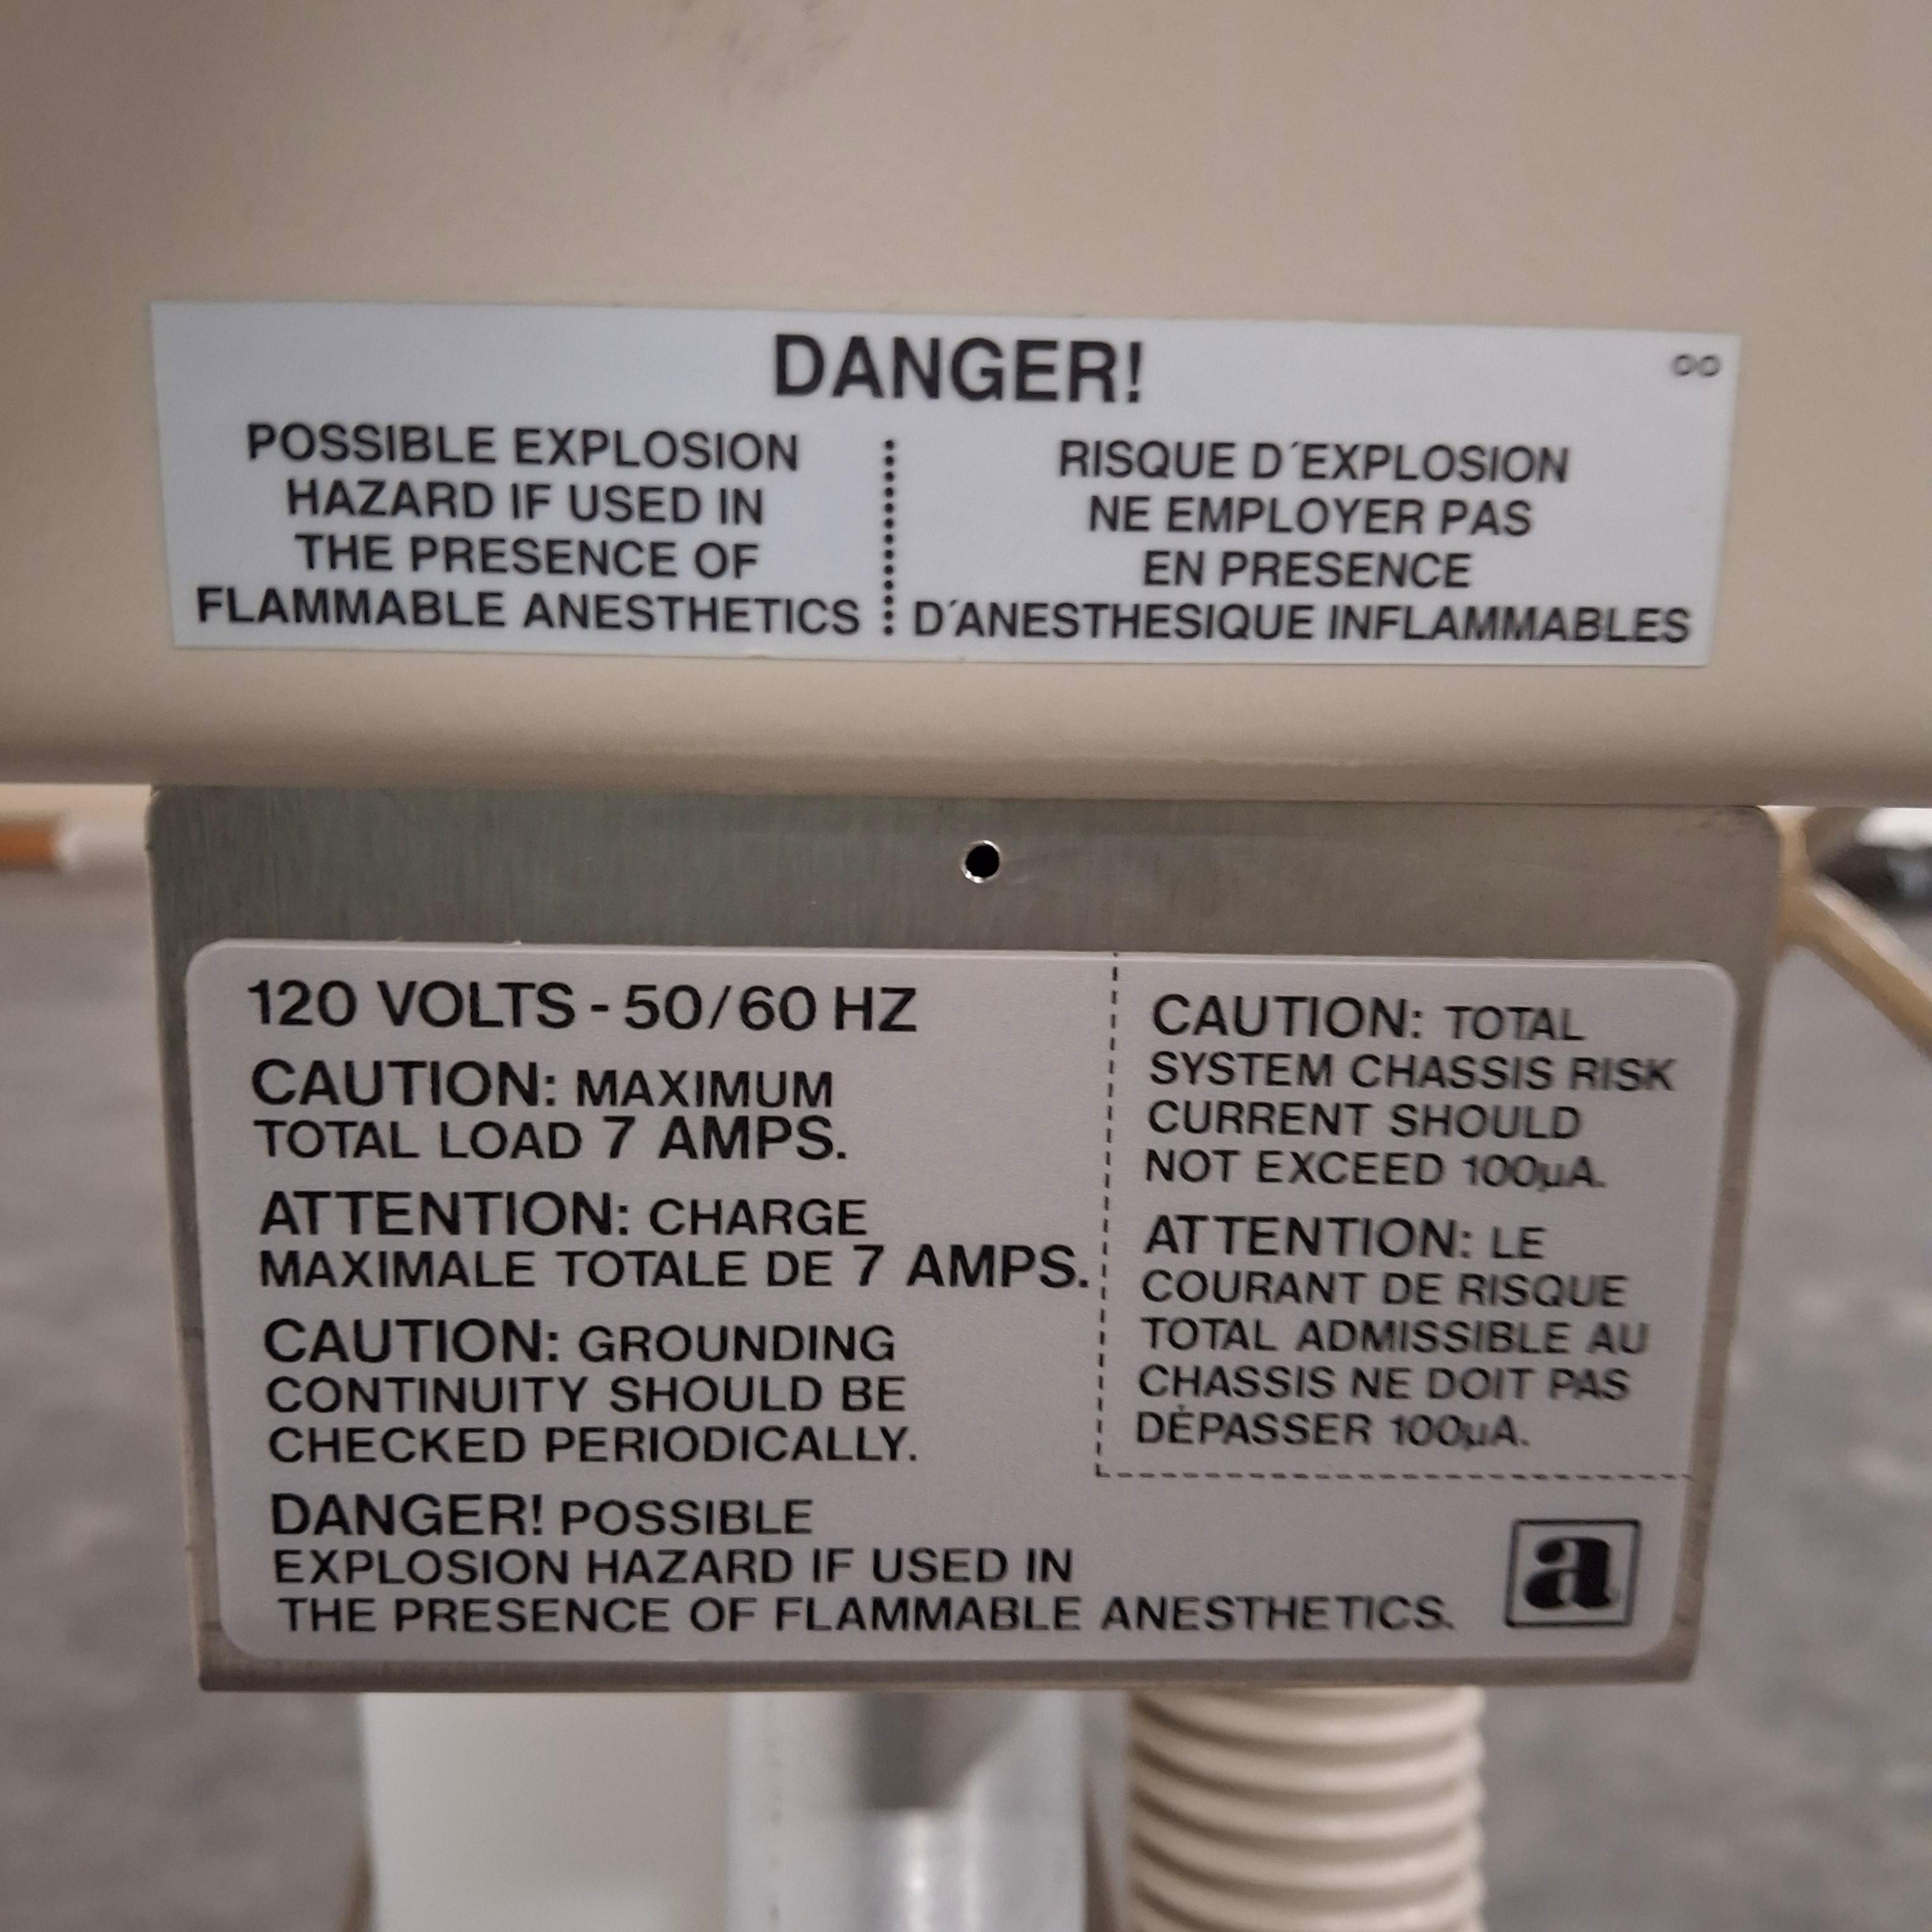 DANGER!
∞
POSSIBLE EXPLOSION
HAZARD IF USED IN
THE PRESENCE OF
FLAMMABLE ANESTHETICS
RISQUE D´EXPLOSION
NE EMPLOYER PAS
EN PRESENCE
D´ANESTHESIQUE INFLAMMABLES
120 VOLTS - 50/60 HZ
CAUTION: MAXIMUM
TOTAL LOAD 7 AMPS.
ATTENTION: CHARGE
MAXIMALE TOTALE DE 7 AMPS.
CAUTION: GROUNDING
CONTINUITY SHOULD BE
CHECKED PERIODICALLY.
DANGER! POSSIBLE
EXPLOSION HAZARD IF USED IN
THE PRESENCE OF FLAMMABLE ANESTHETICS.
CAUTION: TOTAL
SYSTEM CHASSIS RISK
CURRENT SHOULD
NOT EXCEED 100µA.
ATTENTION: LE
COURANT DE RISQUE
TOTAL ADMISSIBLE AU
CHASSIS NE DOIT PAS
DÉPASSER 100µA.
a